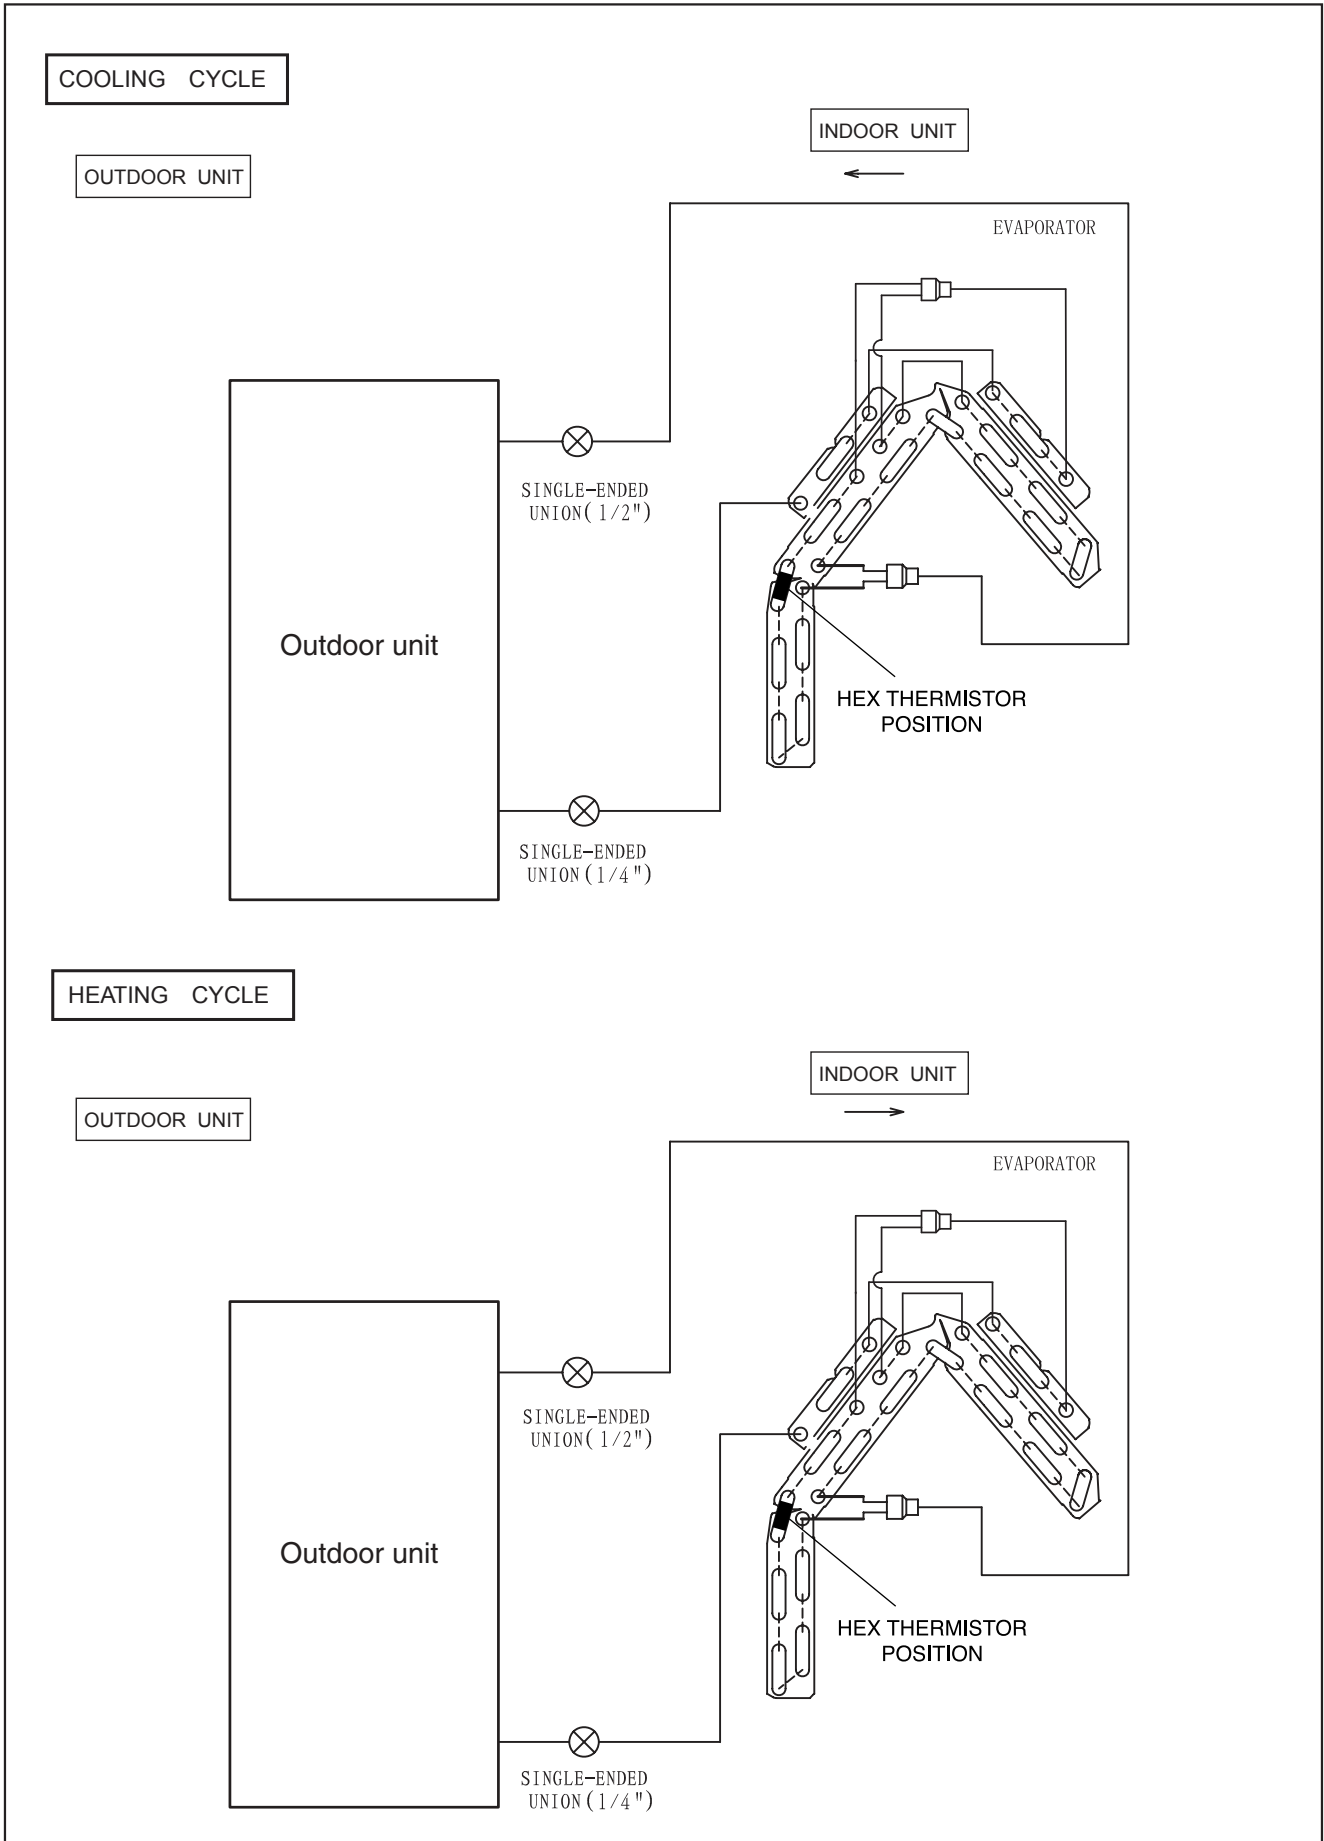 COOLING CYCLE
INDOOR UNIT
OUTDOOR UNIT
EVAPORATOR
SINGLE-ENDED
UNION(1/2")
Outdoor unit
HEX THERMISTOR
POSITION
SINGLE-ENDED
UNION(1/4")
HEATING CYCLE
INDOOR UNIT
OUTDOOR UNIT
EVAPORATOR
SINGLE-ENDED
UNION(1/2")
Outdoor unit
HEX THERMISTOR
POSITION
SINGLE-ENDED
UNION(1/4")